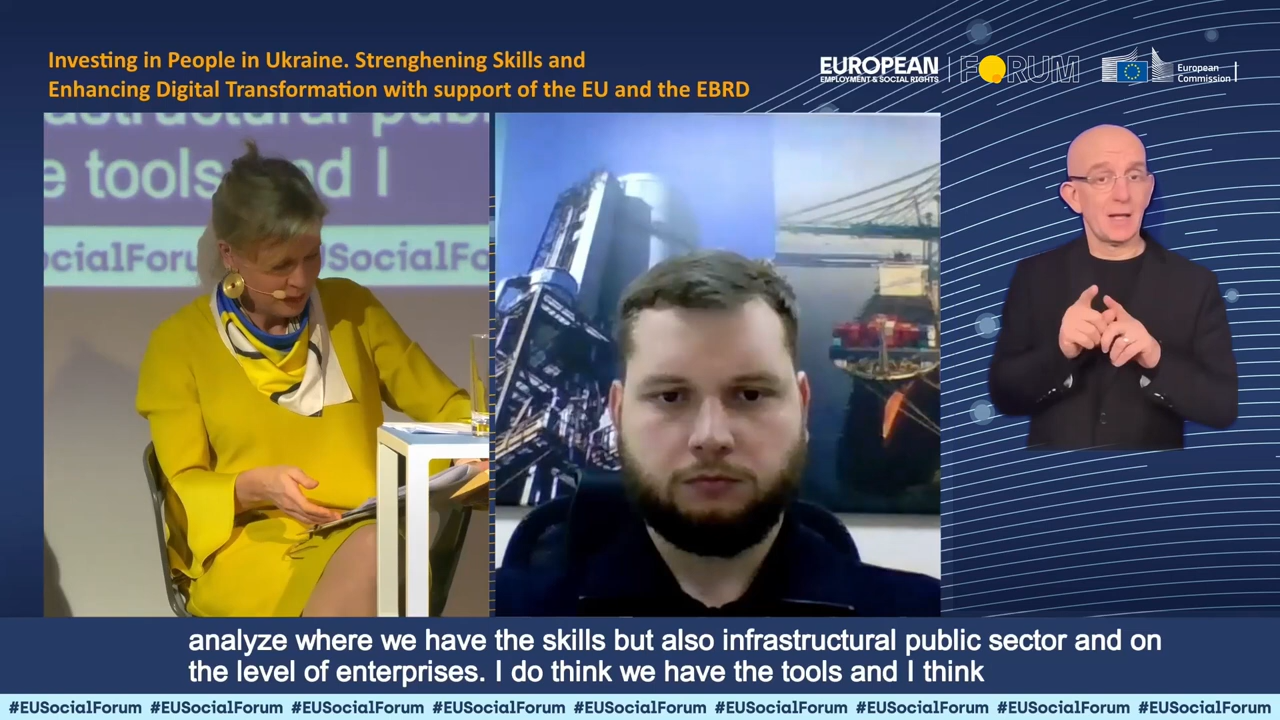 Investing in People in Ukraine. Strenghening Skills and
Enhancing Digital Transformation with support of the EU and the EBRD
EUROPEAN
EMPLOYMENT & SOCIAL RIGHTS
FORUM
European
Commission
e tools and I
#EUSocialFo
analyze where we have the skills but also infrastructural public sector and on
the level of enterprises. I do think we have the tools and I think
#EUSocialForum #EUSocialForum #EUSocialForum #EUSocialForum #EUSocialForum #EUSocialForum #EUSocialForum #EUSocialForum #EUSocialForum